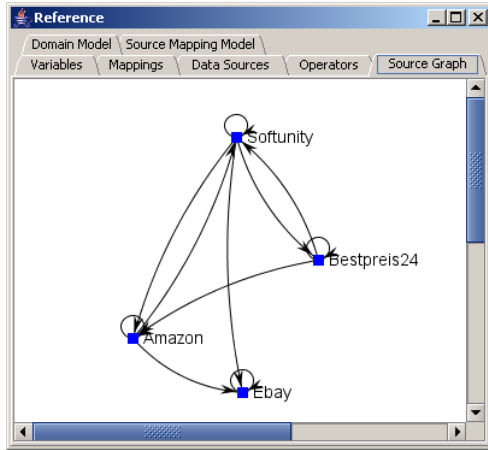 Reference
Domain Model Source Mapping Model
Variables Mappings Data Sources Operators Source Graph
Softunity
Bestpreis24
Amazon
Ebay